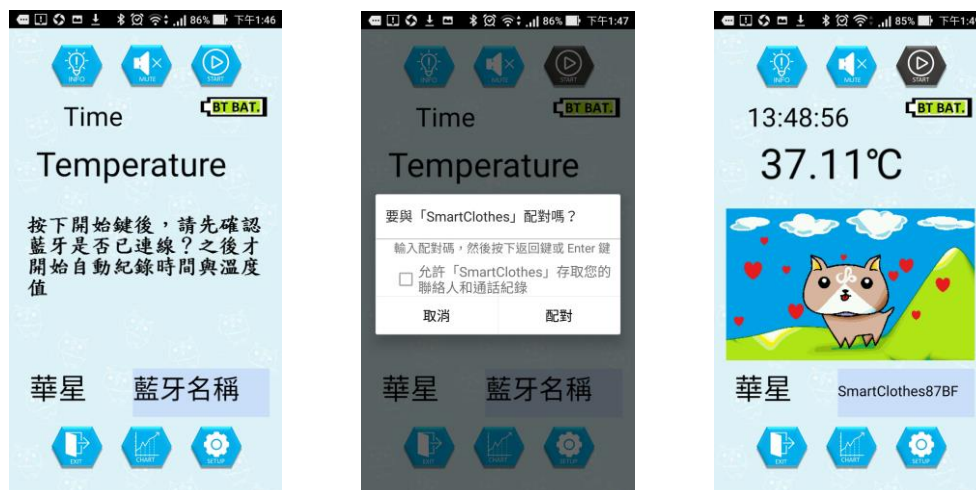 86% 下午1:46
INFO
MUTE
START
Time
BT BAT.
Temperature
按下開始鍵後，請先確認
藍牙是否已連線？之後才
開始自動紀錄時間與溫度
值
華星
藍牙名稱
EXIT
CHART
SETUP
86% 下午1:47
INFO
MUTE
START
Time
BT BAT.
Temperature
要與「SmartClothes」配對嗎？
輸入配對碼，然後按下返回鍵或 Enter 鍵
允許「SmartClothes」存取您的
聯絡人和通話紀錄
取消
配對
華星
藍牙名稱
EXIT
CHART
SETUP
85% 下午1:4
INFO
MUTE
START
13:48:56
BT BAT.
37.11℃
華星
SmartClothes87BF
EXIT
CHART
SETUP